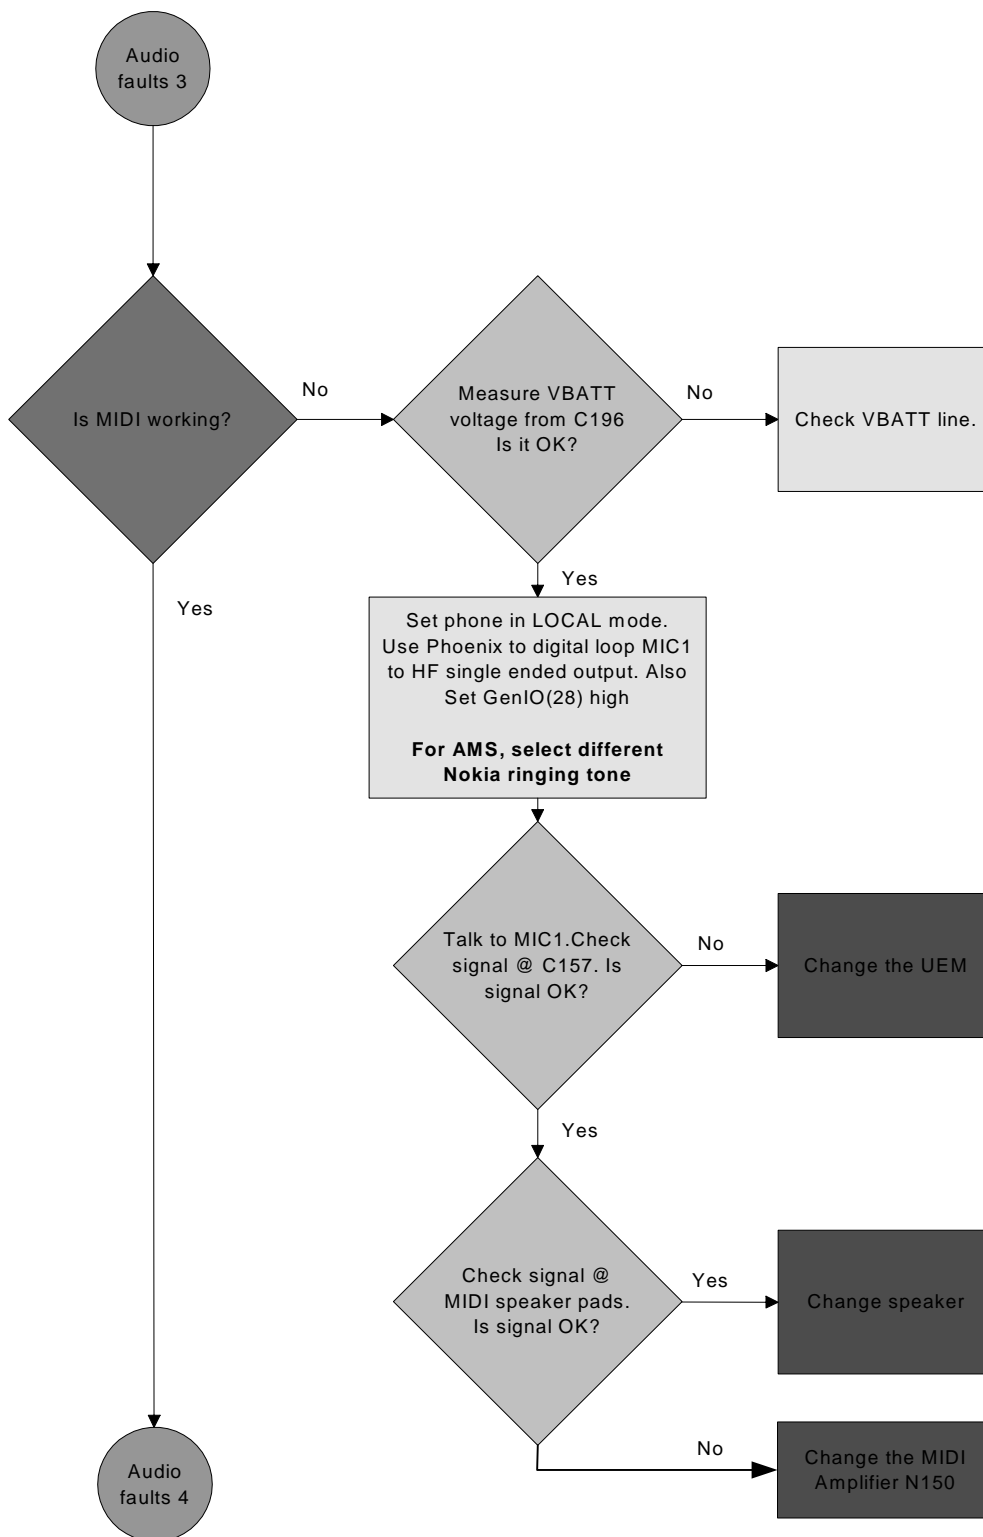 Audio
faults 3
Is MIDI working?
No
Measure VBATT
voltage from C196
Is it OK?
No
Check VBATT line.
Yes
Yes
Set phone in LOCAL mode.
Use Phoenix to digital loop MIC1
to HF single ended output. Also
Set GenIO(28) high
For AMS, select different
Nokia ringing tone
Talk to MIC1.Check
signal @ C157. Is
signal OK?
No
Change the UEM
Yes
Check signal @
MIDI speaker pads.
Is signal OK?
Yes
Change speaker
No
Change the MIDI
Amplifier N150
Audio
faults 4